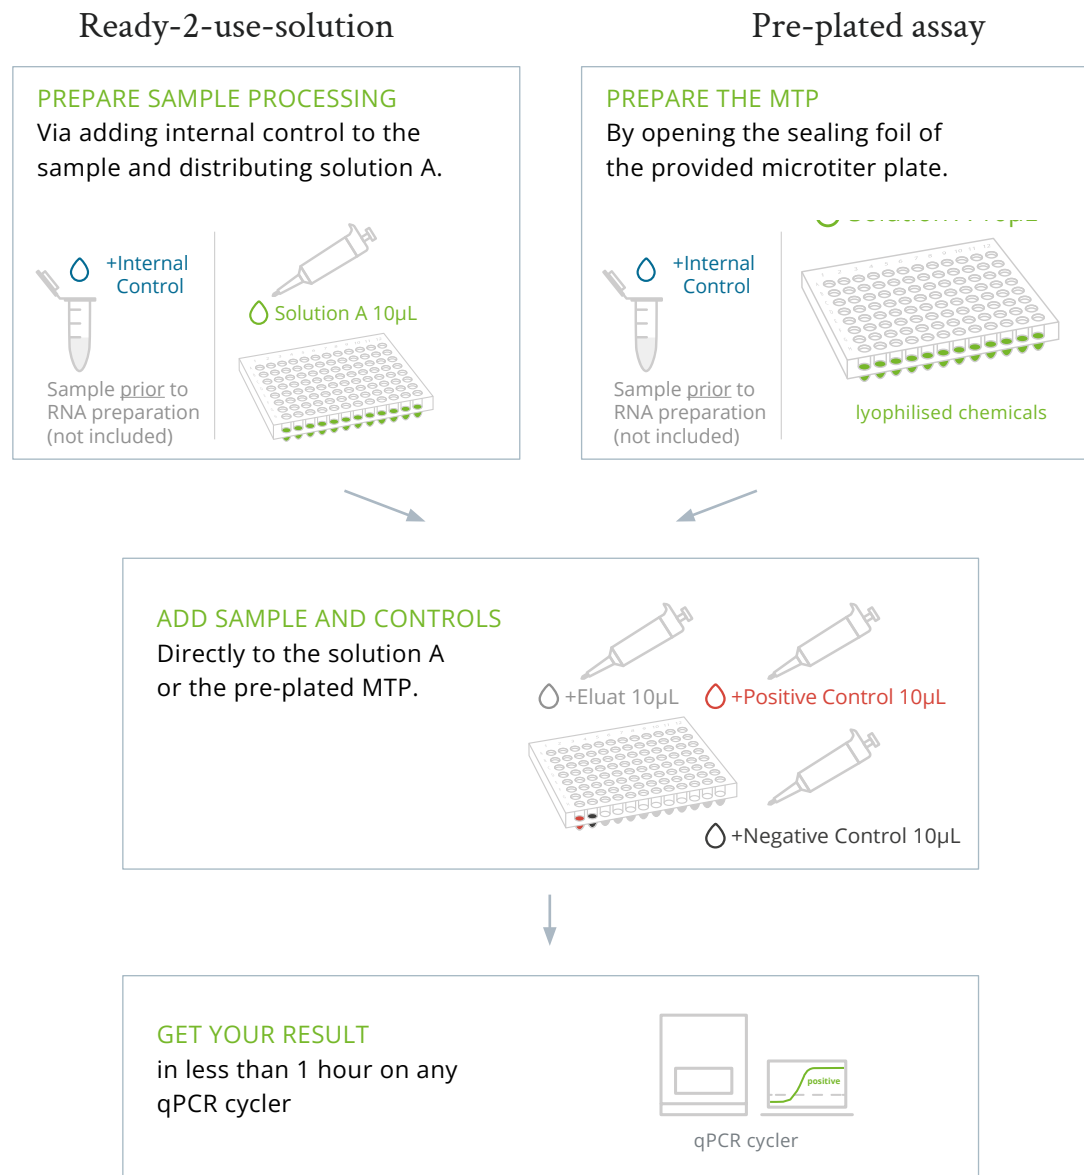 Ready-2-use-solution
PREPARE SAMPLE PROCESSING
Via adding internal control to the
sample and distributing solution A.
+Internal
Control
Solution A 10µL
Sample prior to
RNA preparation
(not included)
Pre-plated assay
PREPARE THE MTP
By opening the sealing foil of
the provided microtiter plate.
+Internal
Control
Sample prior to
RNA preparation
(not included)
lyophilised chemicals
ADD SAMPLE AND CONTROLS
Directly to the solution A
or the pre-plated MTP.
+Eluat 10µL
+Positive Control 10µL
+Negative Control 10µL
GET YOUR RESULT
in less than 1 hour on any
qPCR cycler
positive
qPCR cycler